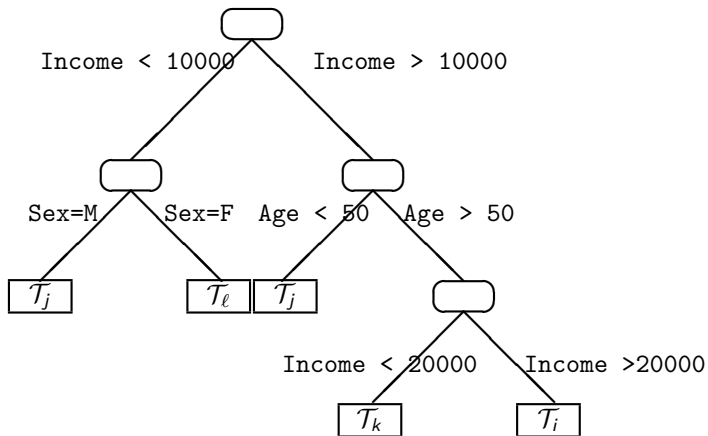 Income < 10000 Income > 10000
Sex=M Sex=F Age < 50 Age > 50
𝒯j 𝒯ℓ 𝒯j
Income < 20000 Income >20000
𝒯k 𝒯i